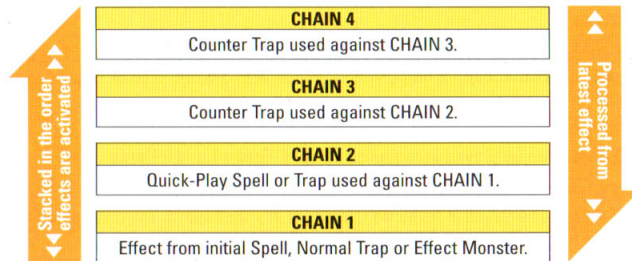 CHAIN 4
Counter Trap used against CHAIN 3.
CHAIN 3
Counter Trap used against CHAIN 2.
CHAIN 2
Quick-Play Spell or Trap used against CHAIN 1.
CHAIN 1
Effect from initial Spell, Normal Trap or Effect Monster.
Stacked in the order
effects are activated
Processed from
latest effect